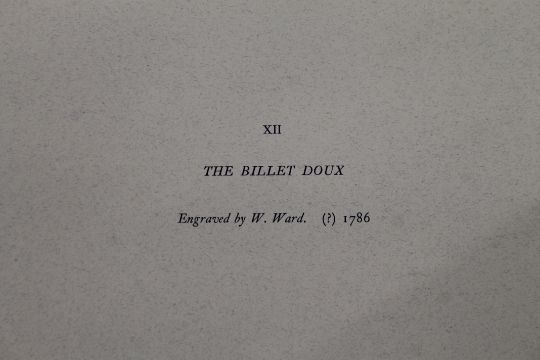 XII
THE BILLET DOUX
Engraved by W. Ward. (?) 1786